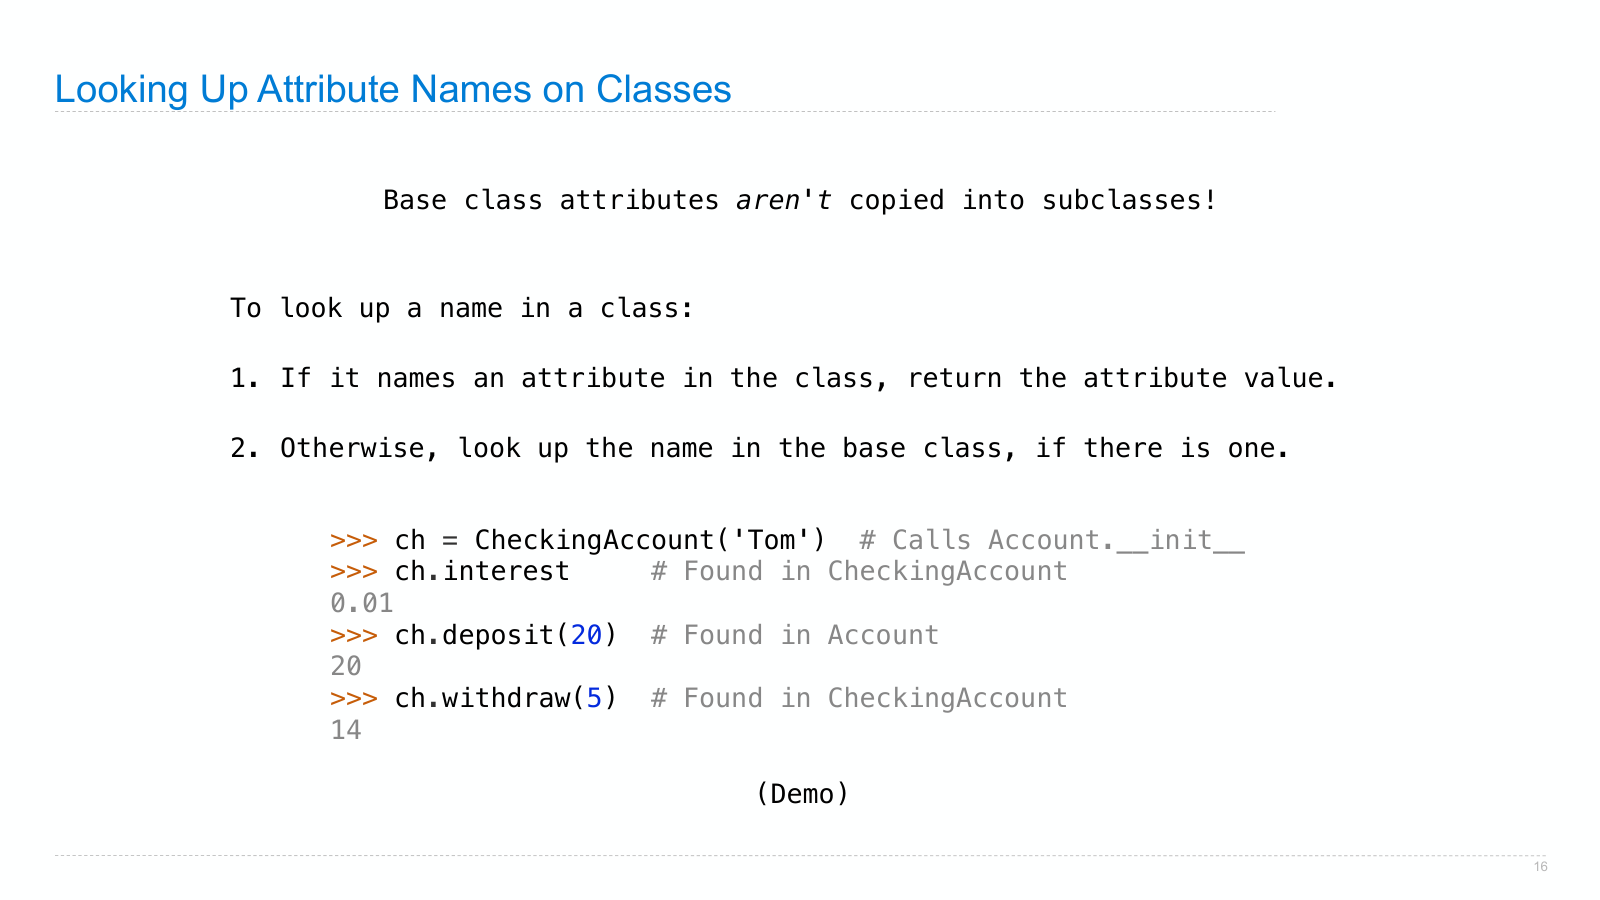 Looking Up Attribute Names on Classes
Base class attributes aren't copied into subclasses!
To look up a name in a class:
1. If it names an attribute in the class, return the attribute value.
2. Otherwise, look up the name in the base class, if there is one.
>>> ch = CheckingAccount('Tom')  # Calls Account.__init__
>>> ch.interest     # Found in CheckingAccount
0.01
>>> ch.deposit(20)  # Found in Account
20
>>> ch.withdraw(5)  # Found in CheckingAccount
14
(Demo)
16